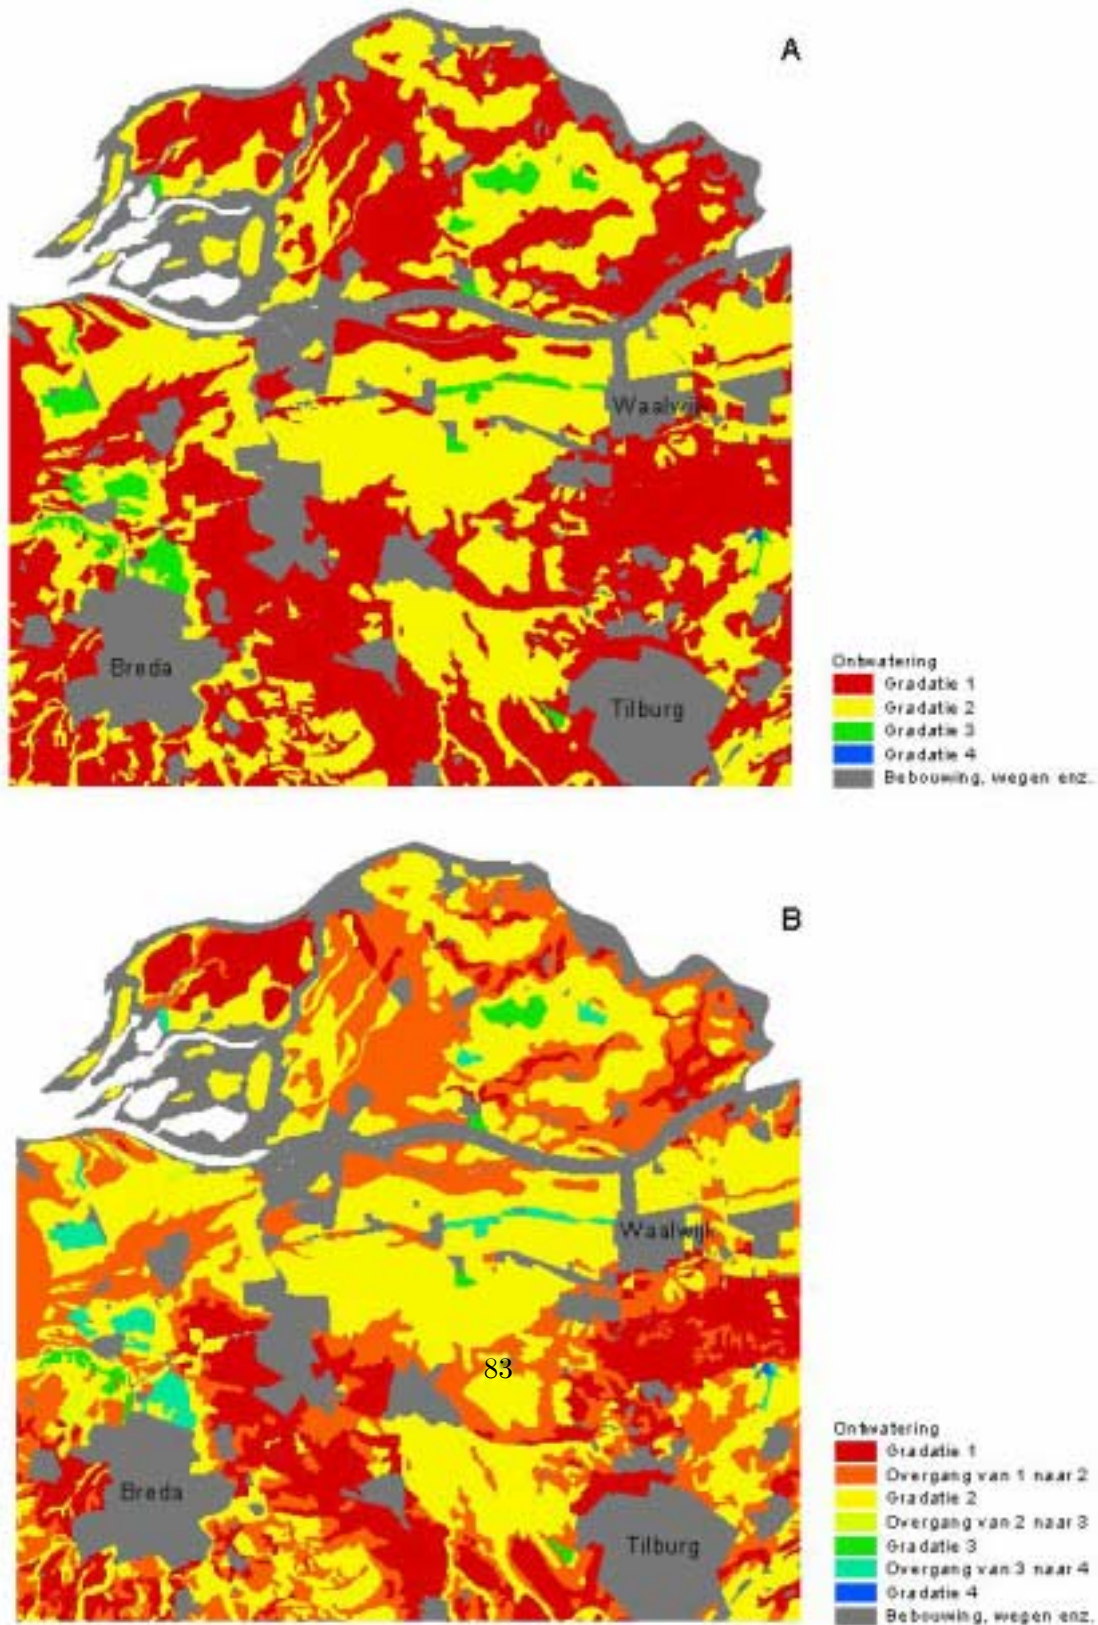 A
Waalwijk
Breda
Tilburg
Ontwatering
Gradatie 1
Gradatie 2
Gradatie 3
Gradatie 4
Bebouwing, wegen enz.
B
Waalwijk
83
Breda
Tilburg
Ontwatering
Gradatie 1
Overgang van 1 naar 2
Gradatie 2
Overgang van 2 naar 3
Gradatie 3
Overgang van 3 naar 4
Gradatie 4
Bebouwing, wegen enz.